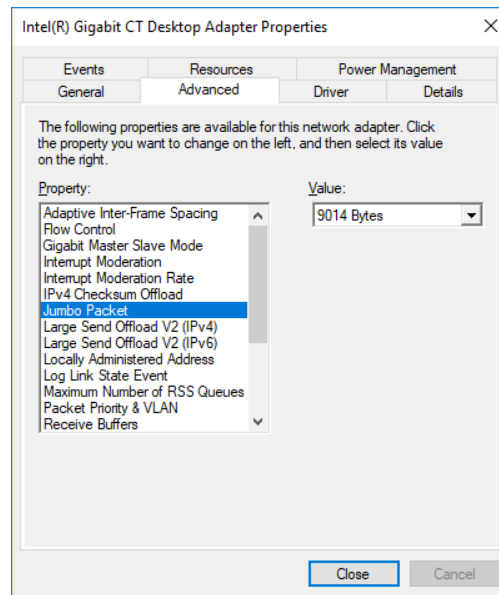 Intel(R) Gigabit CT Desktop Adapter Properties
Events Resources Power Management
General Advanced Driver Details
The following properties are available for this network adapter. Click
the property you want to change on the left, and then select its value
on the right.
Property: Value:
Adaptive Inter-Frame Spacing 9014 Bytes
Flow Control
Gigabit Master Slave Mode
Interrupt Moderation
Interrupt Moderation Rate
IPv4 Checksum Offload
Jumbo Packet
Large Send Offload V2 (IPv4)
Large Send Offload V2 (IPv6)
Locally Administered Address
Log Link State Event
Maximum Number of RSS Queues
Packet Priority & VLAN
Receive Buffers
Close Cancel